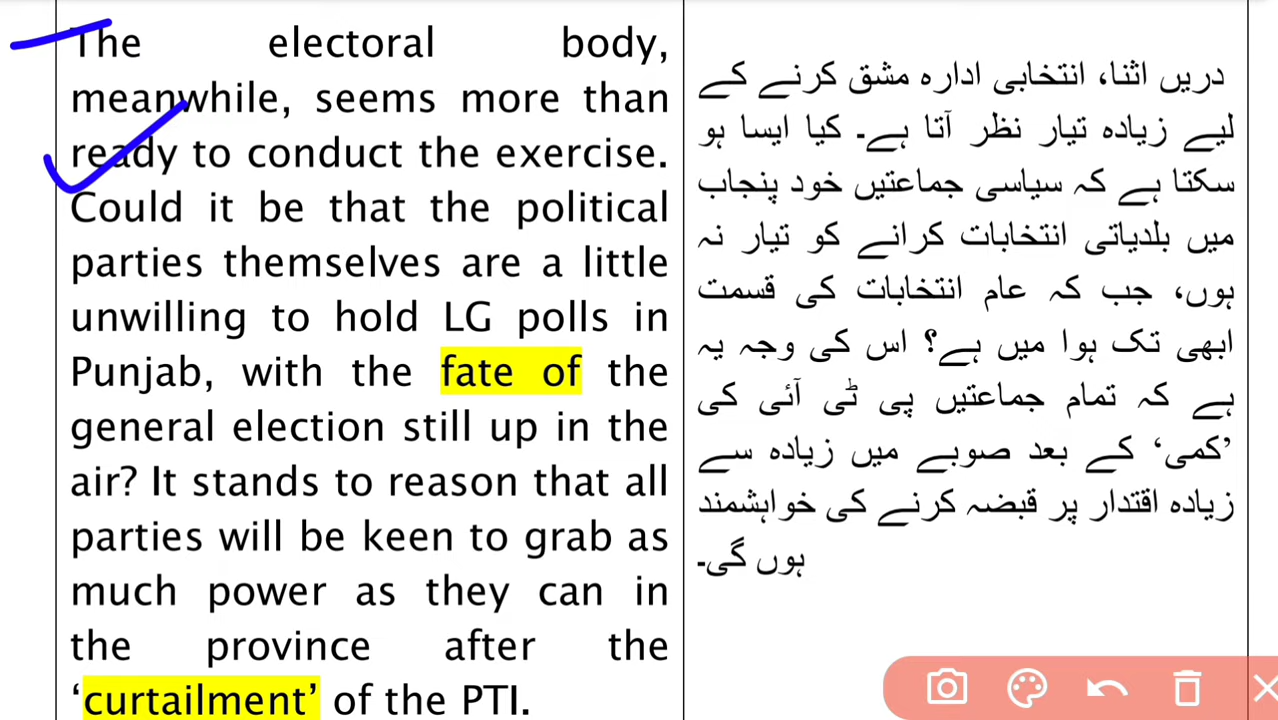 The electoral body,
meanwhile, seems more than
ready to conduct the exercise.
Could it be that the political
parties themselves are a little
unwilling to hold LG polls in
Punjab, with the fate of the
general election still up in the
air? It stands to reason that all
parties will be keen to grab as
much power as they can in
the province after the
‘curtailment’ of the PTI.
دریں اثنا، انتخابی ادارہ مشق کرنے کے
لیے زیادہ تیار نظر آتا ہے۔ کیا ایسا ہو
سکتا ہے کہ سیاسی جماعتیں خود پنجاب
میں بلدیاتی انتخابات کرانے کو تیار نہ
ہوں، جب کہ عام انتخابات کی قسمت
ابھی تک ہوا میں ہے؟ اس کی وجہ یہ
ہے کہ تمام جماعتیں پی ٹی آئی کی
’کمی‘ کے بعد صوبے میں زیادہ سے
زیادہ اقتدار پر قبضہ کرنے کی خواہشمند
ہوں گی۔